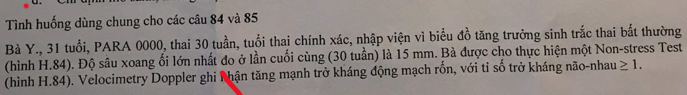 Tình huống dùng chung cho các câu 84 và 85
Bà Y., 31 tuổi, PARA 0000, thai 30 tuần, tuổi thai chính xác, nhập viện vì biểu đồ tăng trưởng sinh trắc thai bất thường
(hình H.84). Độ sâu xoang ối lớn nhất đo ở lần cuối cùng (30 tuần) là 15 mm. Bà được cho thực hiện một Non-stress Test
(hình H.84). Velocimetry Doppler ghi nhận tăng mạnh trở kháng động mạch rốn, với tỉ số trở kháng não-nhau ≥ 1.